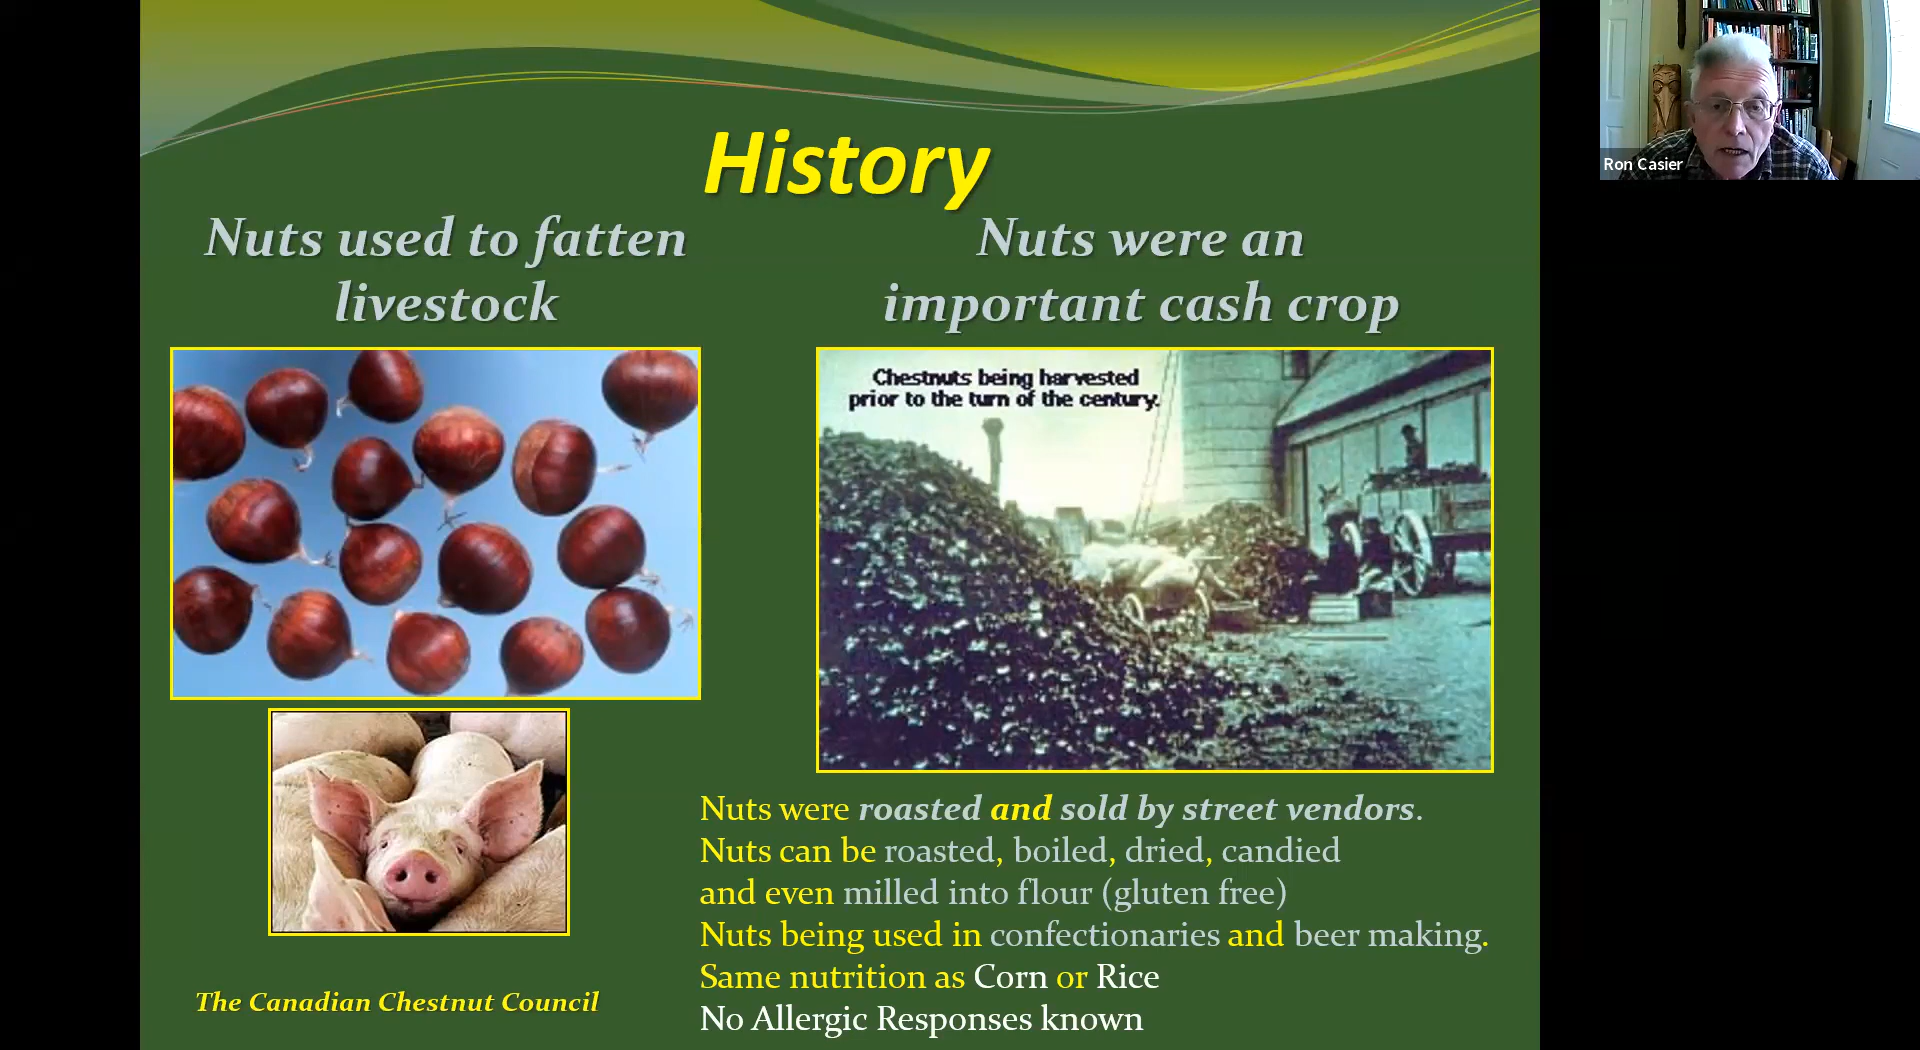 History
Nuts used to fatten
livestock
Nuts were an
important cash crop
Chestnuts being harvested
prior to the turn of the century.
Nuts were roasted and sold by street vendors.
Nuts can be roasted, boiled, dried, candied
and even milled into flour (gluten free)
Nuts being used in confectionaries and beer making.
Same nutrition as Corn or Rice
No Allergic Responses known
The Canadian Chestnut Council
Ron Casier